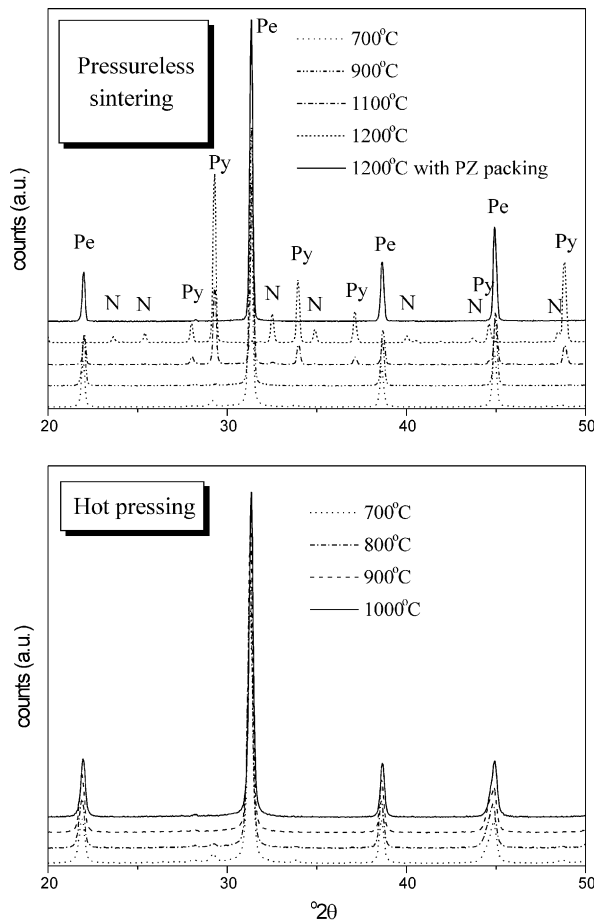 Pressureless
sintering
700°C
900°C
1100°C
1200°C
1200°C with PZ packing
counts (a.u.)
Pe
N
N
Py
Py
Pe
N
Py
N
Py
Pe
N
N
Py
Pe
N
Py
20
30
40
50
Hot pressing
700°C
800°C
900°C
1000°C
counts (a.u.)
20
30
40
50
°2θ